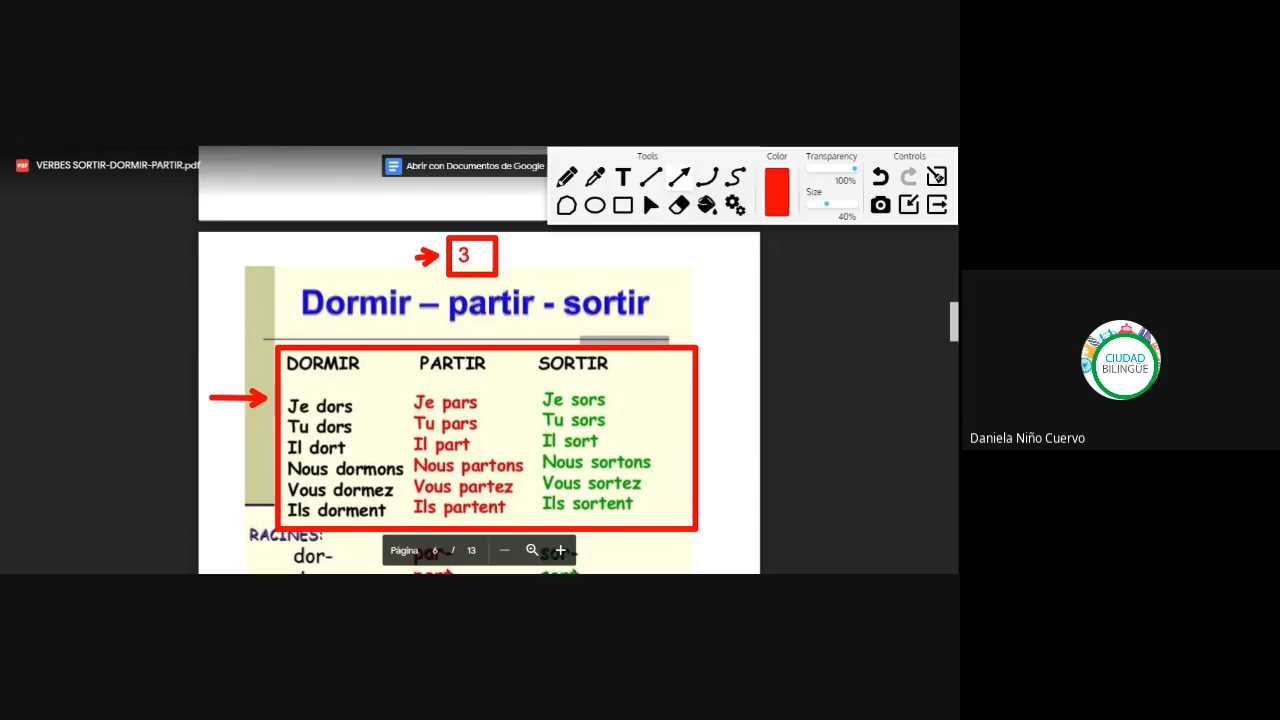 VERBES SORTIR-DORMIR-PARTIR.pdf
Abrir con Documentos de Google
Tools
Color
Transparency
Controls
100%
Size
40%
3
Dormir – partir - sortir
DORMIR PARTIR SORTIR
Je dors Je pars Je sors
Tu dors Tu pars Tu sors
Il dort Il part Il sort
Nous dormons Nous partons Nous sortons
Vous dormez Vous partez Vous sortez
Ils dorment Ils partent Ils sortent
RACINES:
dor- par- sor-
Página 6 / 13
CIUDAD
BILINGÜE
Daniela Niño Cuervo